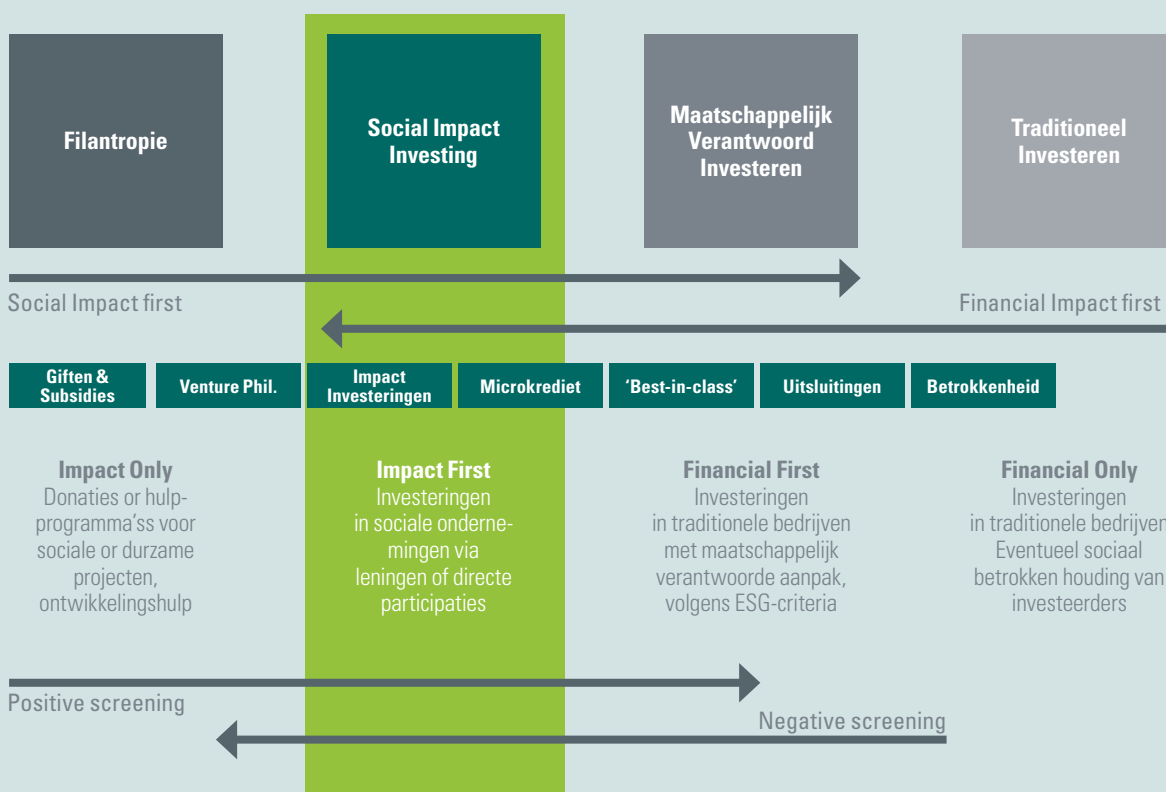 Filantropie
Social Impact
Investing
Maatschappelijk
Verantwoord
Investeren
Traditioneel
Investeren
Social Impact first
Financial Impact first
Giften &
Subsidies
Venture Phil.
Impact
Investeringen
Microkrediet
‘Best-in-class’
Uitsluitingen
Betrokkenheid
Impact Only
Donaties or hulp-
programma‘ss voor
sociale or durzame
projecten,
ontwikkelingshulp
Impact First
Investeringen
in sociale onderne-
mingen via
leningen of directe
participaties
Financial First
Investeringen
in traditionele bedrijven
met maatschappelijk
verantwoorde aanpak,
volgens ESG-criteria
Financial Only
Investeringen
in traditionele bedrijven
Eventueel sociaal
betrokken houding van
investeerders
Positive screening
Negative screening